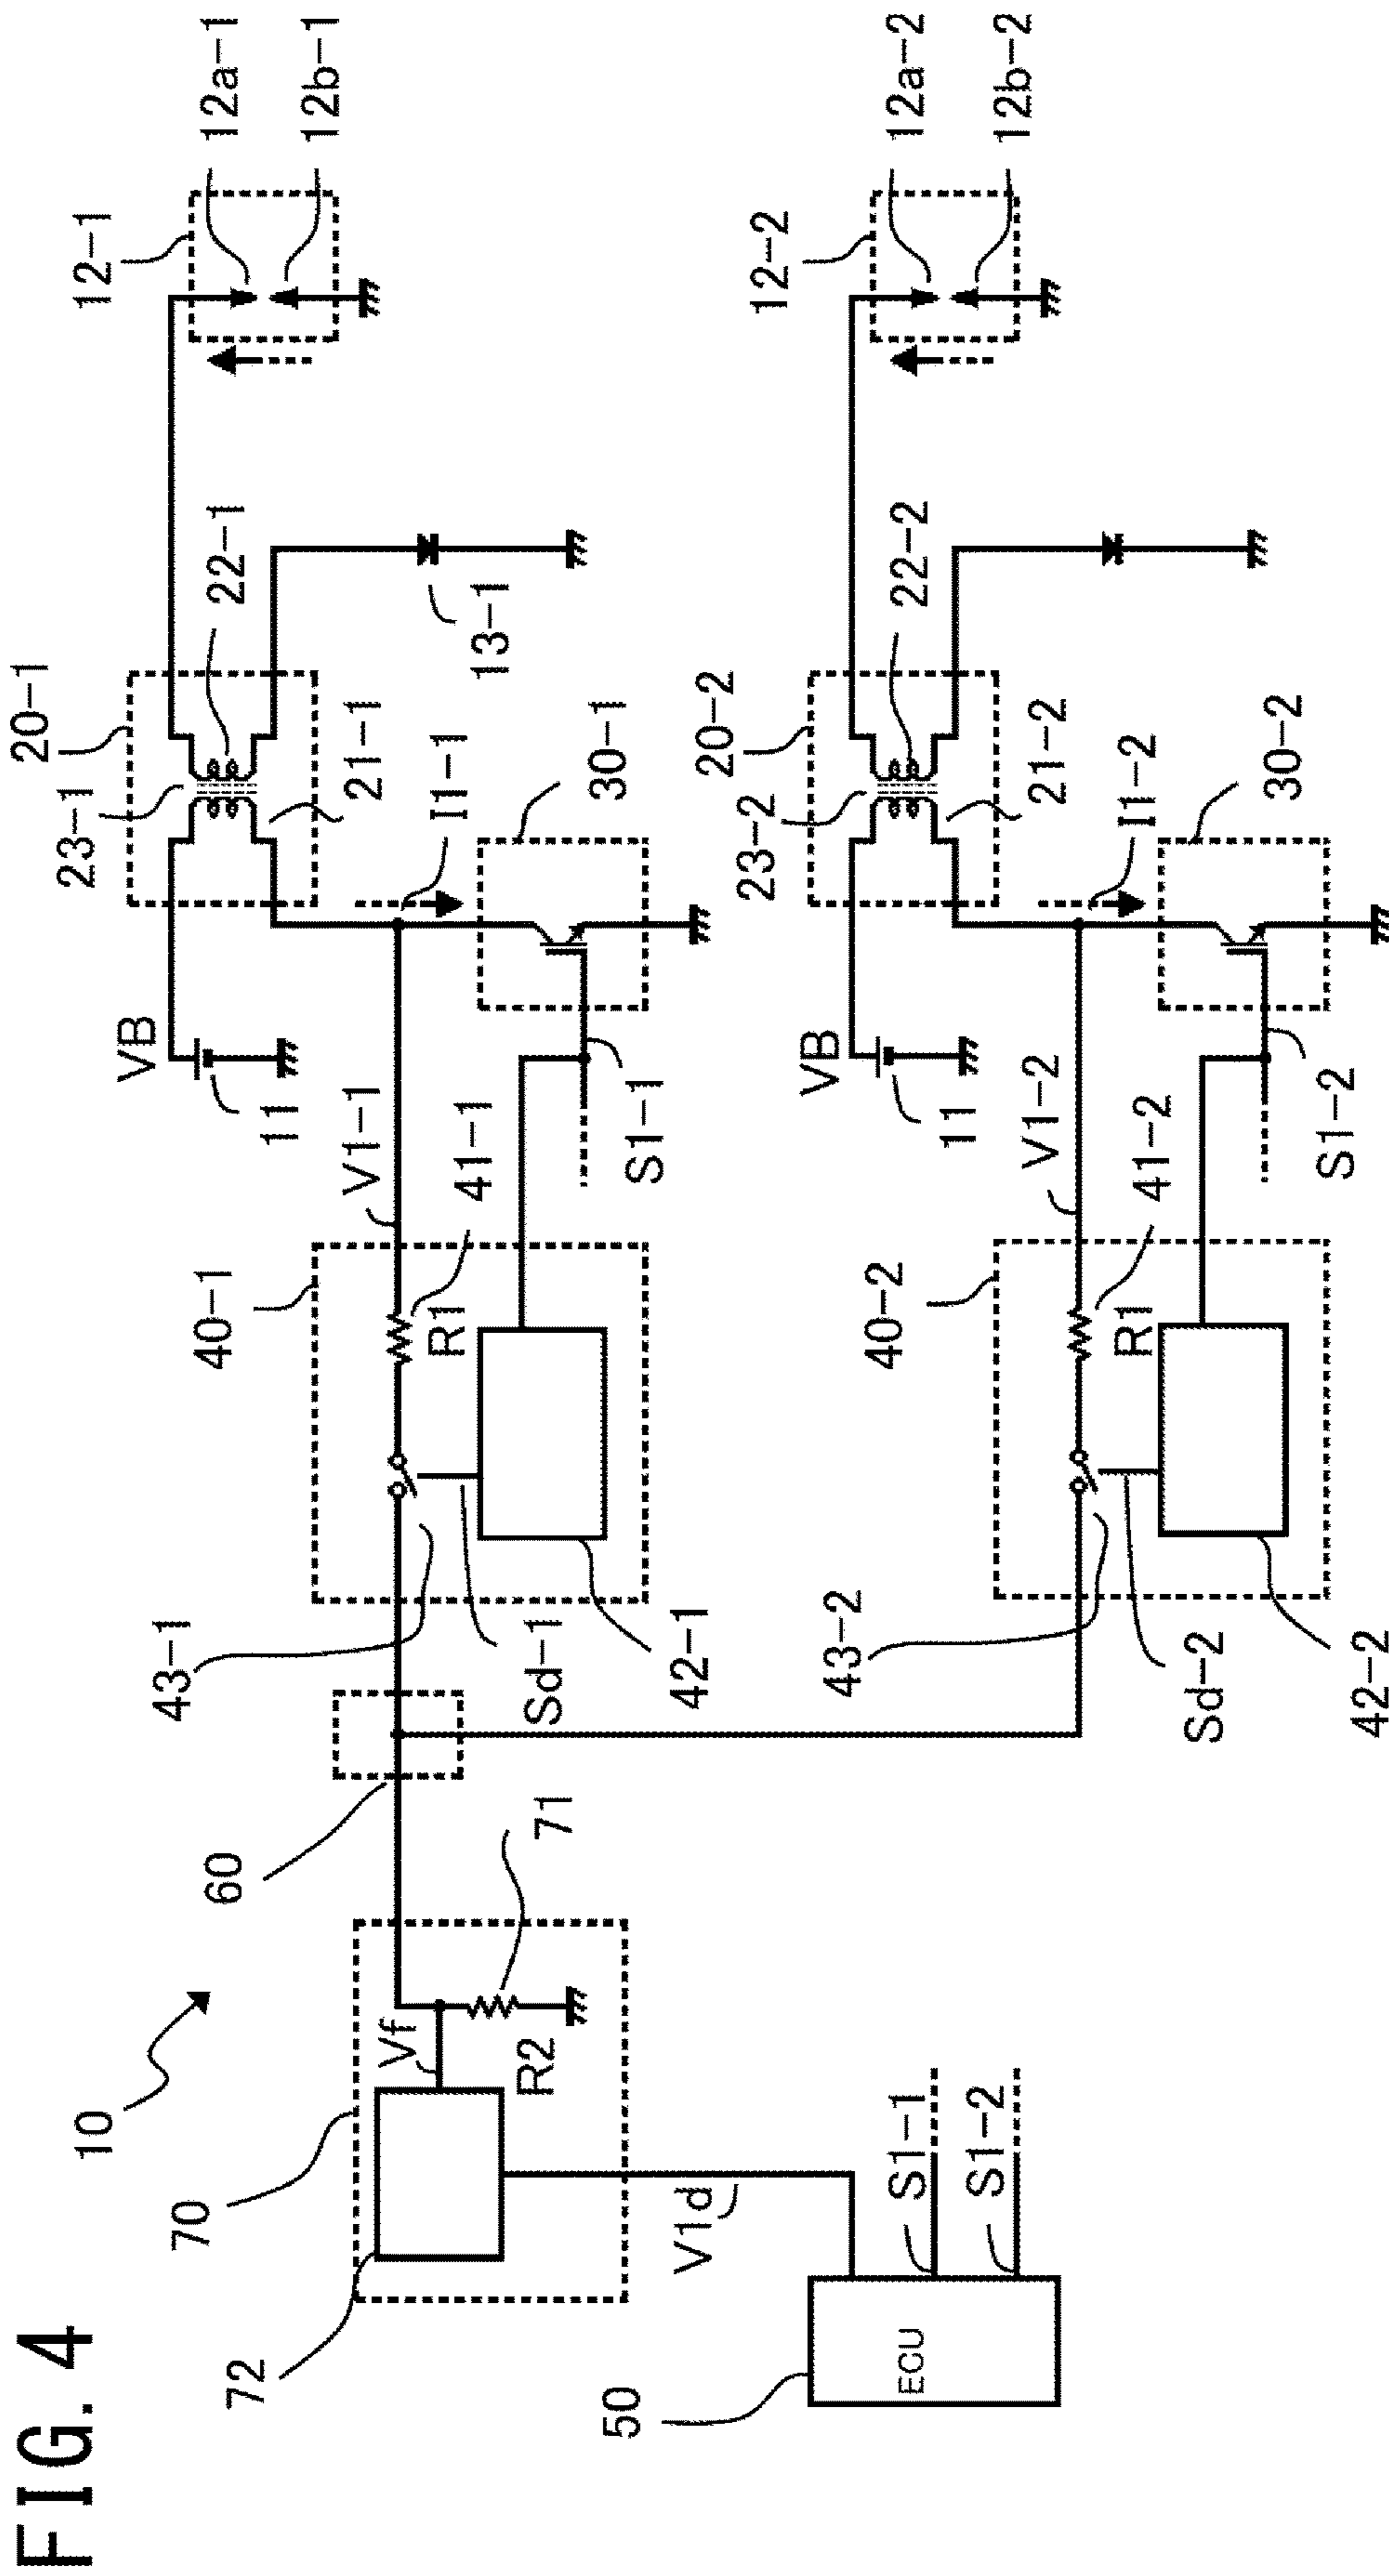 FIG. 4
10
20-1
12-1
23-1
22-1
12a-1
12b-1
VB
11
21-1
I1-1
13-1
30-1
V1-1
41-1
40-1
R1
S1-1
43-1
Sd-1
42-1
60
71
70
Vf
R2
72
V1d
50
ECU
S1-1
S1-2
20-2
12-2
23-2
22-2
12a-2
12b-2
VB
11
21-2
I1-2
30-2
V1-2
41-2
40-2
R1
S1-2
43-2
Sd-2
42-2